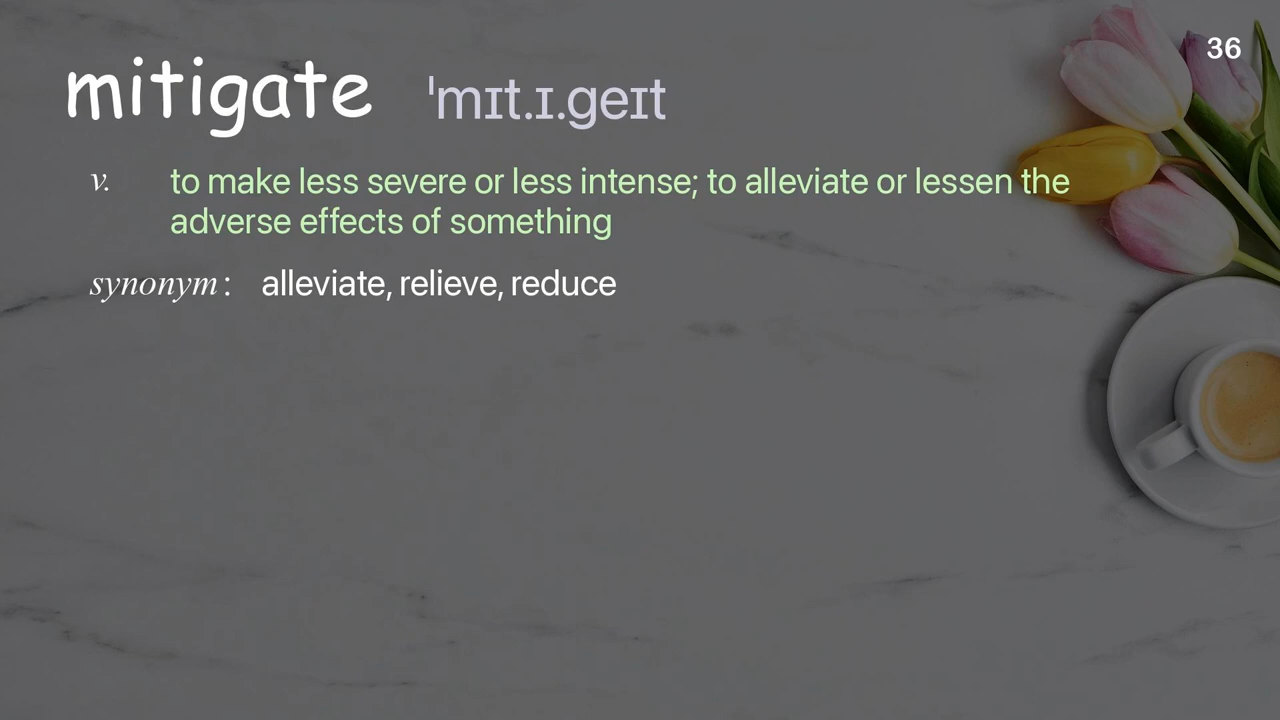 36
mitigate ˈmɪt.ɪ.ɡeɪt
v. to make less severe or less intense; to alleviate or lessen the
adverse effects of something
synonym : alleviate, relieve, reduce